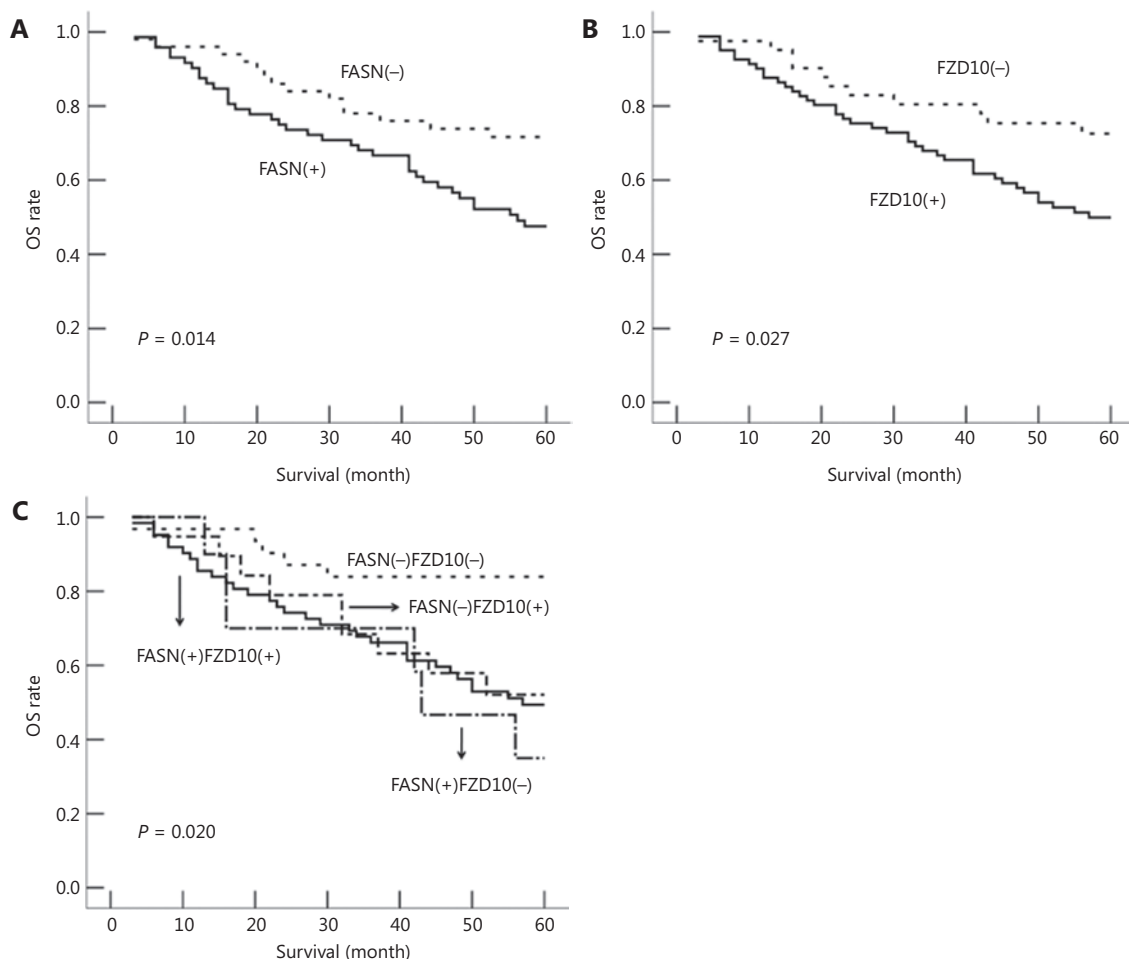 A
1.0
0.8
0.6
0.4
0.2
0.0
OS rate
FASN(–)
FASN(+)
P = 0.014
0 10 20 30 40 50 60
Survival (month)
B
1.0
0.8
0.6
0.4
0.2
0.0
OS rate
FZD10(–)
FZD10(+)
P = 0.027
0 10 20 30 40 50 60
Survival (month)
C
1.0
0.8
0.6
0.4
0.2
0.0
OS rate
FASN(–)FZD10(–)
FASN(–)FZD10(+)
FASN(+)FZD10(+)
FASN(+)FZD10(–)
P = 0.020
0 10 20 30 40 50 60
Survival (month)